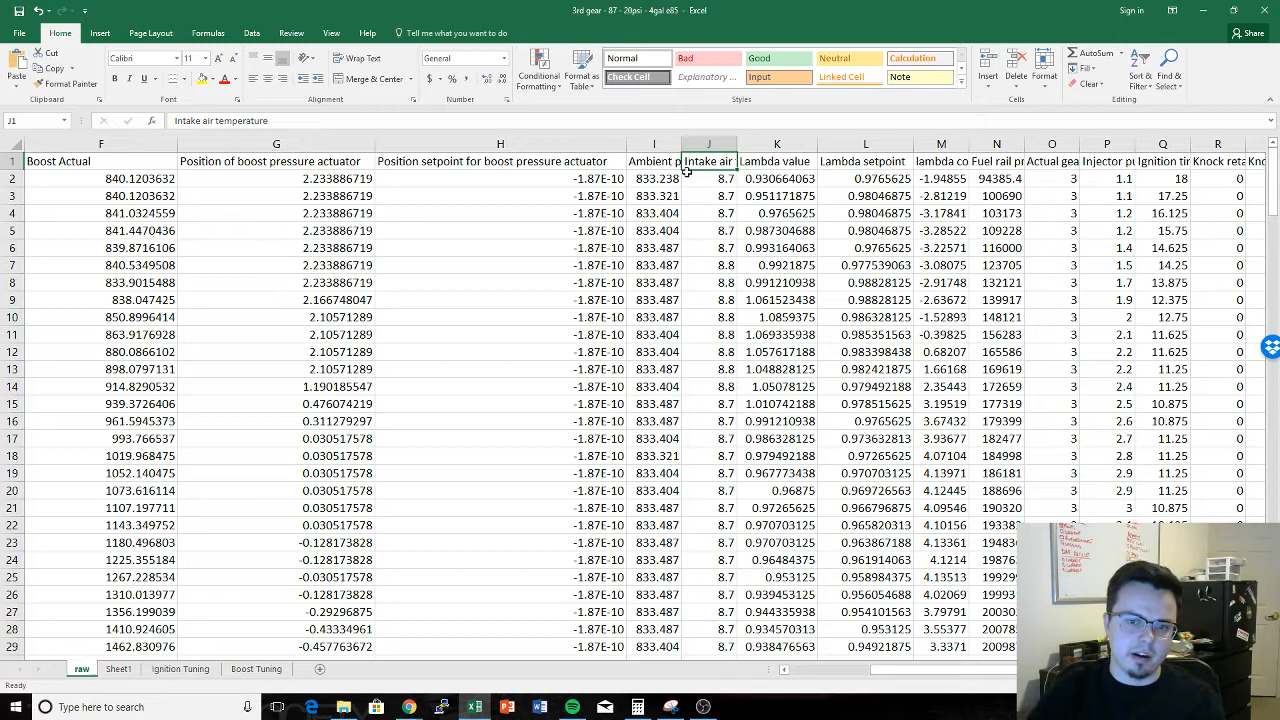 3rd gear - 87 - 20psi - 4gal e85 - Excel
Sign in
File Home Insert Page Layout Formulas Data Review View Help Tell me what you want to do Share
Paste Cut Copy Format Painter Clipboard
Calibri 11 B I U Font
Wrap Text Merge & Center Alignment
General $ % Number
Conditional Formatting Format as Table
Normal Bad Good Neutral Calculation
Check Cell Explanatory ... Input Linked Cell Note
Styles
Insert Delete Format Cells
AutoSum Fill Clear Sort & Filter Find & Select Editing
J1 fx Intake air temperature
F G H I J K L M N O P Q R
1 Boost Actual Position of boost pressure actuator Position setpoint for boost pressure actuator Ambient p Intake air Lambda value Lambda setpoint lambda co Fuel rail p Actual gea Injector pu Ignition tir Knock reta Kno
2 840.1203632 2.233886719 -1.87E-10 833.238 8.7 0.930664063 0.9765625 -1.94855 94385.4 3 1.1 18 0
3 840.1203632 2.233886719 -1.87E-10 833.321 8.7 0.951171875 0.98046875 -2.81219 100690 3 1.1 17.25 0
4 841.0324559 2.233886719 -1.87E-10 833.404 8.7 0.9765625 0.98046875 -3.17841 103173 3 1.2 16.125 0
5 841.4470436 2.233886719 -1.87E-10 833.404 8.7 0.987304688 0.98046875 -3.28522 109228 3 1.2 15.75 0
6 839.8716106 2.233886719 -1.87E-10 833.487 8.7 0.993164063 0.9765625 -3.22571 116000 3 1.4 14.625 0
7 840.5349508 2.233886719 -1.87E-10 833.487 8.8 0.9921875 0.977539063 -3.08075 123705 3 1.5 14.25 0
8 833.9015488 2.233886719 -1.87E-10 833.487 8.8 0.991210938 0.98828125 -2.91748 132121 3 1.7 13.875 0
9 838.047425 2.166748047 -1.87E-10 833.487 8.8 1.061523438 0.98828125 -2.63672 139917 3 1.9 12.375 0
10 850.8996414 2.10571289 -1.87E-10 833.487 8.8 1.0859375 0.986328125 -1.52893 148121 3 2 12.75 0
11 863.9176928 2.10571289 -1.87E-10 833.404 8.8 1.069335938 0.985351563 -0.39825 156283 3 2.1 11.625 0
12 880.0866102 2.10571289 -1.87E-10 833.404 8.8 1.057617188 0.983398438 0.68207 165586 3 2.2 11.625 0
13 898.0797131 2.10571289 -1.87E-10 833.487 8.8 1.048828125 0.982421875 1.66168 169619 3 2.2 11.25 0
14 914.8290532 1.190185547 -1.87E-10 833.404 8.8 1.05078125 0.979492188 2.35443 172659 3 2.4 11.25 0
15 939.3726406 0.476074219 -1.87E-10 833.487 8.7 1.010742188 0.978515625 3.19519 177319 3 2.5 10.875 0
16 961.5945373 0.311279297 -1.87E-10 833.487 8.7 0.991210938 0.9765625 3.67432 179399 3 2.6 10.875 0
17 993.766537 0.030517578 -1.87E-10 833.404 8.7 0.986328125 0.973632813 3.93677 182477 3 2.7 11.25 0
18 1019.968475 0.030517578 -1.87E-10 833.321 8.7 0.979492188 0.97265625 4.07104 184998 3 2.8 11.25 0
19 1052.140475 0.030517578 -1.87E-10 833.404 8.7 0.967773438 0.970703125 4.13971 186181 3 2.9 11.25 0
20 1073.616114 0.030517578 -1.87E-10 833.404 8.7 0.96875 0.969726563 4.12445 188696 3 2.9 11.25 0
21 1107.197711 0.030517578 -1.87E-10 833.487 8.7 0.97265625 0.966796875 4.09546 191208 3 3 10.875 0
22 1143.349752 0.030517578 -1.87E-10 833.487 8.7 0.970703125 0.965820313 4.10156 19338
23 1180.496803 -0.128173828 -1.87E-10 833.487 8.7 0.970703125 0.963867188 4.13361 19483
24 1225.355184 -0.128173828 -1.87E-10 833.487 8.7 0.96484375 0.961914063 4.1214 19876
25 1267.228534 -0.030517578 -1.87E-10 833.487 8.7 0.953125 0.958984375 4.13513 19929
26 1310.013977 -0.128173828 -1.87E-10 833.487 8.7 0.939453125 0.956054688 4.02069 19993
27 1356.199039 -0.29296875 -1.87E-10 833.487 8.7 0.944335938 0.954101563 3.79791 20030
28 1410.924605 -0.43334961 -1.87E-10 833.487 8.7 0.934570313 0.953125 3.55377 20078
29 1462.830976 -0.457763672 -1.87E-10 833.404 8.7 0.938476563 0.94921875 3.3371 20098
raw Sheet1 Ignition Tuning Boost Tuning
Ready
Type here to search